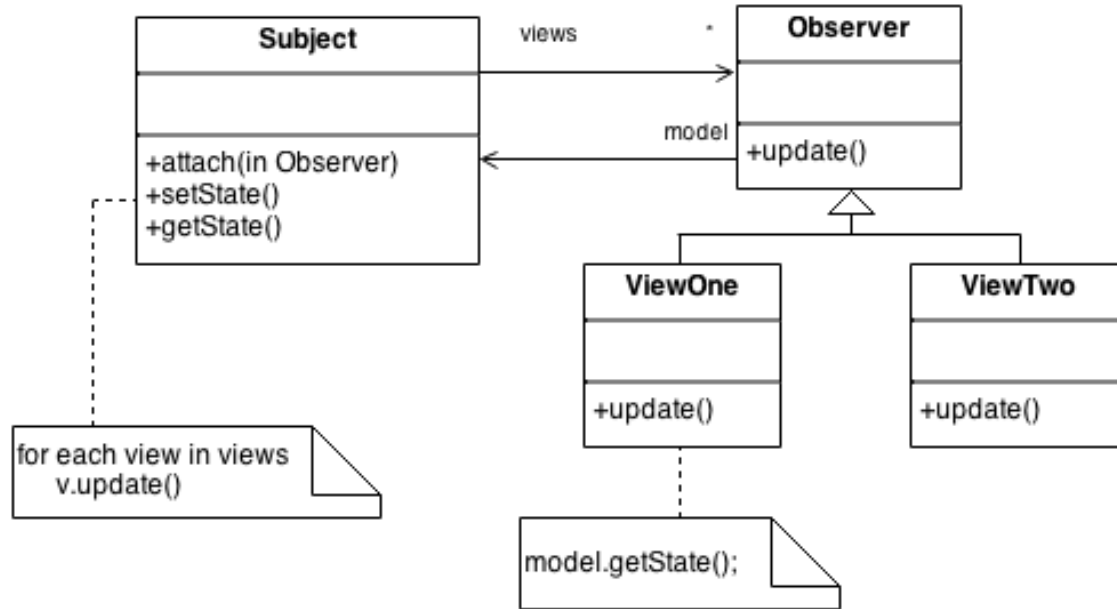 Subject
+attach(in Observer)
+setState()
+getState()
views
*
model
Observer
+update()
ViewOne
+update()
ViewTwo
+update()
for each view in views
v.update()
model.getState();